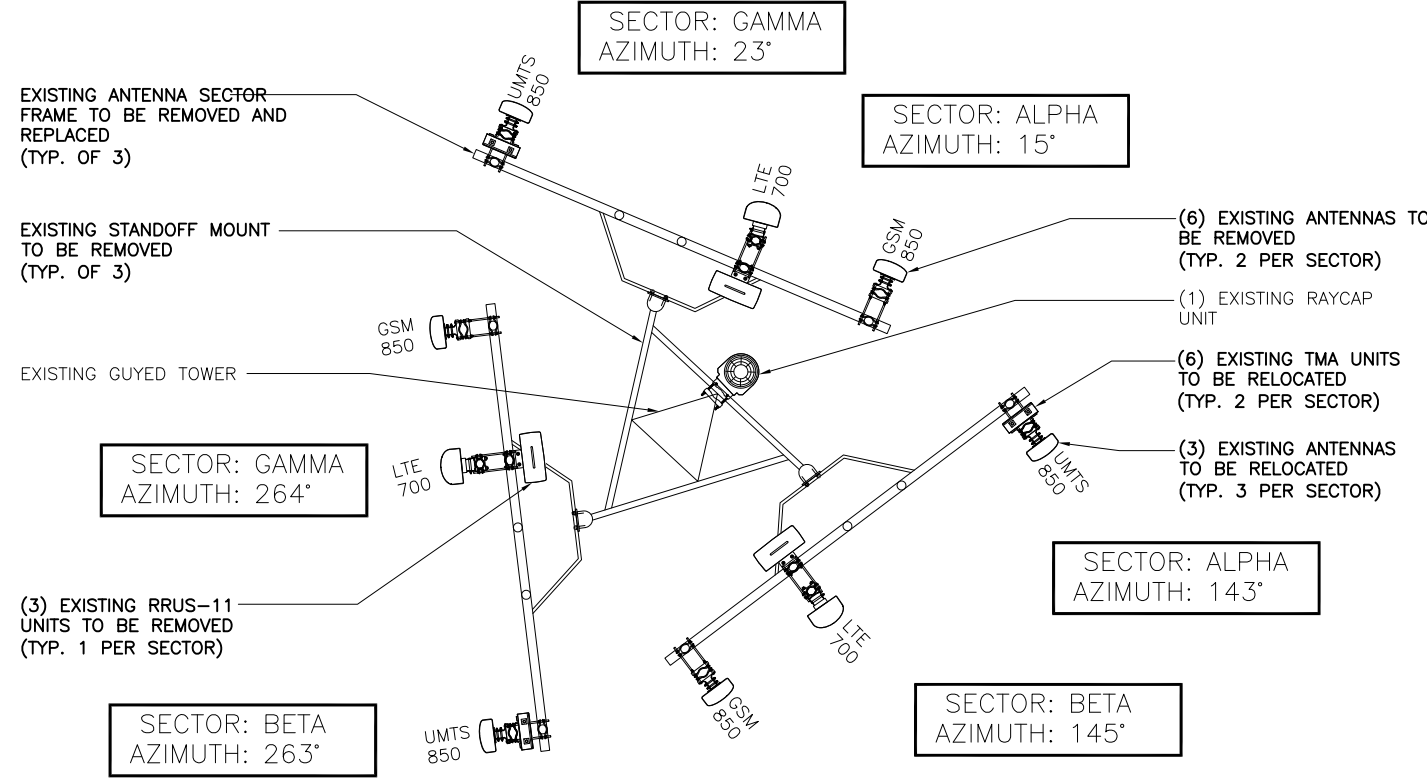 SECTOR: GAMMA
AZIMUTH: 23°
EXISTING ANTENNA SECTOR
FRAME TO BE REMOVED AND
REPLACED
(TYP. OF 3)
UMTS
850
SECTOR: ALPHA
AZIMUTH: 15°
LTE
700
EXISTING STANDOFF MOUNT
TO BE REMOVED
(TYP. OF 3)
GSM
850
(6) EXISTING ANTENNAS TO
BE REMOVED
(TYP. 2 PER SECTOR)
(1) EXISTING RAYCAP
UNIT
GSM
850
EXISTING GUYED TOWER
(6) EXISTING TMA UNITS
TO BE RELOCATED
(TYP. 2 PER SECTOR)
SECTOR: GAMMA
AZIMUTH: 264°
LTE
700
UMTS
850
(3) EXISTING ANTENNAS
TO BE RELOCATED
(TYP. 3 PER SECTOR)
SECTOR: ALPHA
AZIMUTH: 143°
(3) EXISTING RRUS-11
UNITS TO BE REMOVED
(TYP. 1 PER SECTOR)
LTE
700
GSM
850
SECTOR: BETA
AZIMUTH: 263°
UMTS
850
SECTOR: BETA
AZIMUTH: 145°